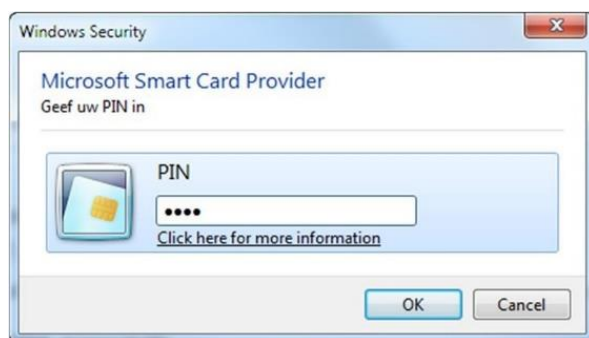 Windows Security
Microsoft Smart Card Provider
Geef uw PIN in
PIN
••••
Click here for more information
OK
Cancel